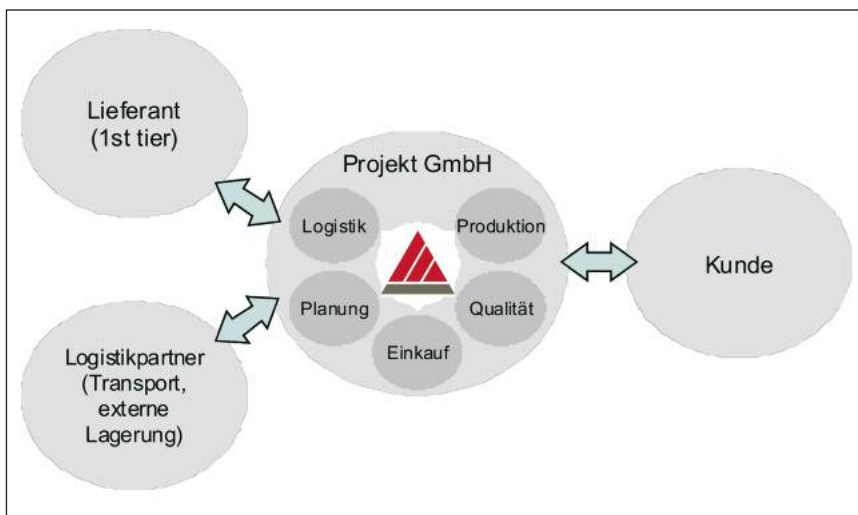 Lieferant
(1st tier)
Projekt GmbH
Logistik
Produktion
Planung
Qualität
Einkauf
Logistikpartner
(Transport,
externe
Lagerung)
Kunde